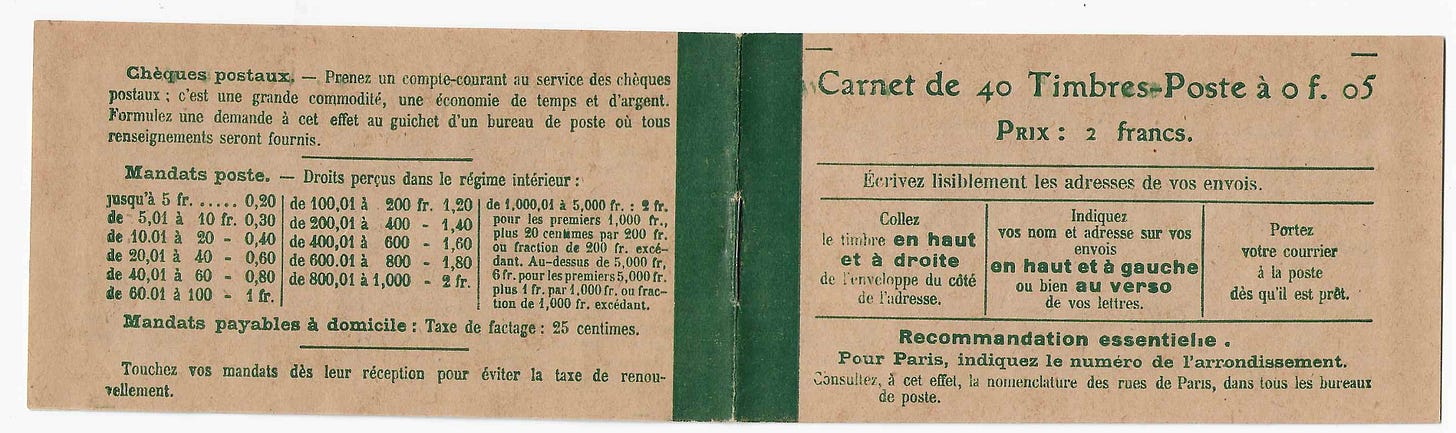 Chèques postaux. — Prenez un compte-courant au service des chèques
postaux ; c'est une grande commodité, une économie de temps et d'argent.
Formulez une demande à cet effet au guichet d'un bureau de poste où tous
renseignements seront fournis.
Mandats poste. — Droits perçus dans le régime intérieur :
jusqu'à 5 fr. ..... 0,20
de 5,01 à 10 fr. 0,30
de 10.01 à 20 - 0,40
de 20,01 à 40 - 0,60
de 40,01 à 60 - 0,80
de 60.01 à 100 - 1 fr.
de 100,01 à 200 fr. 1,20
de 200,01 à 400 - 1,40
de 400,01 à 600 - 1,60
de 600.01 à 800 - 1,80
de 800,01 à 1,000 - 2 fr.
de 1,000,01 à 5,000 fr. : 2 fr.
pour les premiers 1,000 fr.,
plus 20 centimes par 200 fr.
ou fraction de 200 fr. excé-
dant. Au-dessus de 5,000 fr,
6 fr. pour les premiers 5,000 fr.
plus 1 fr. par 1,000 fr. ou frac-
tion de 1,000 fr. excédant.
Mandats payables à domicile : Taxe de factage : 25 centimes.
Touchez vos mandats dès leur réception pour éviter la taxe de renou-
vellement.
Carnet de 40 Timbres-Poste à 0 f. 05
PRIX : 2 francs.
Écrivez lisiblement les adresses de vos envois.
Collez
le timbre en haut
et à droite
de l'enveloppe du côté
de l'adresse.
Indiquez
vos nom et adresse sur vos
envois
en haut et à gauche
ou bien au verso
de vos lettres.
Portez
votre courrier
à la poste
dès qu'il est prêt.
Recommandation essentielle .
Pour Paris, indiquez le numéro de l'arrondissement.
Consultez, à cet effet, la nomenclature des rues de Paris, dans tous les bureaux
de poste.